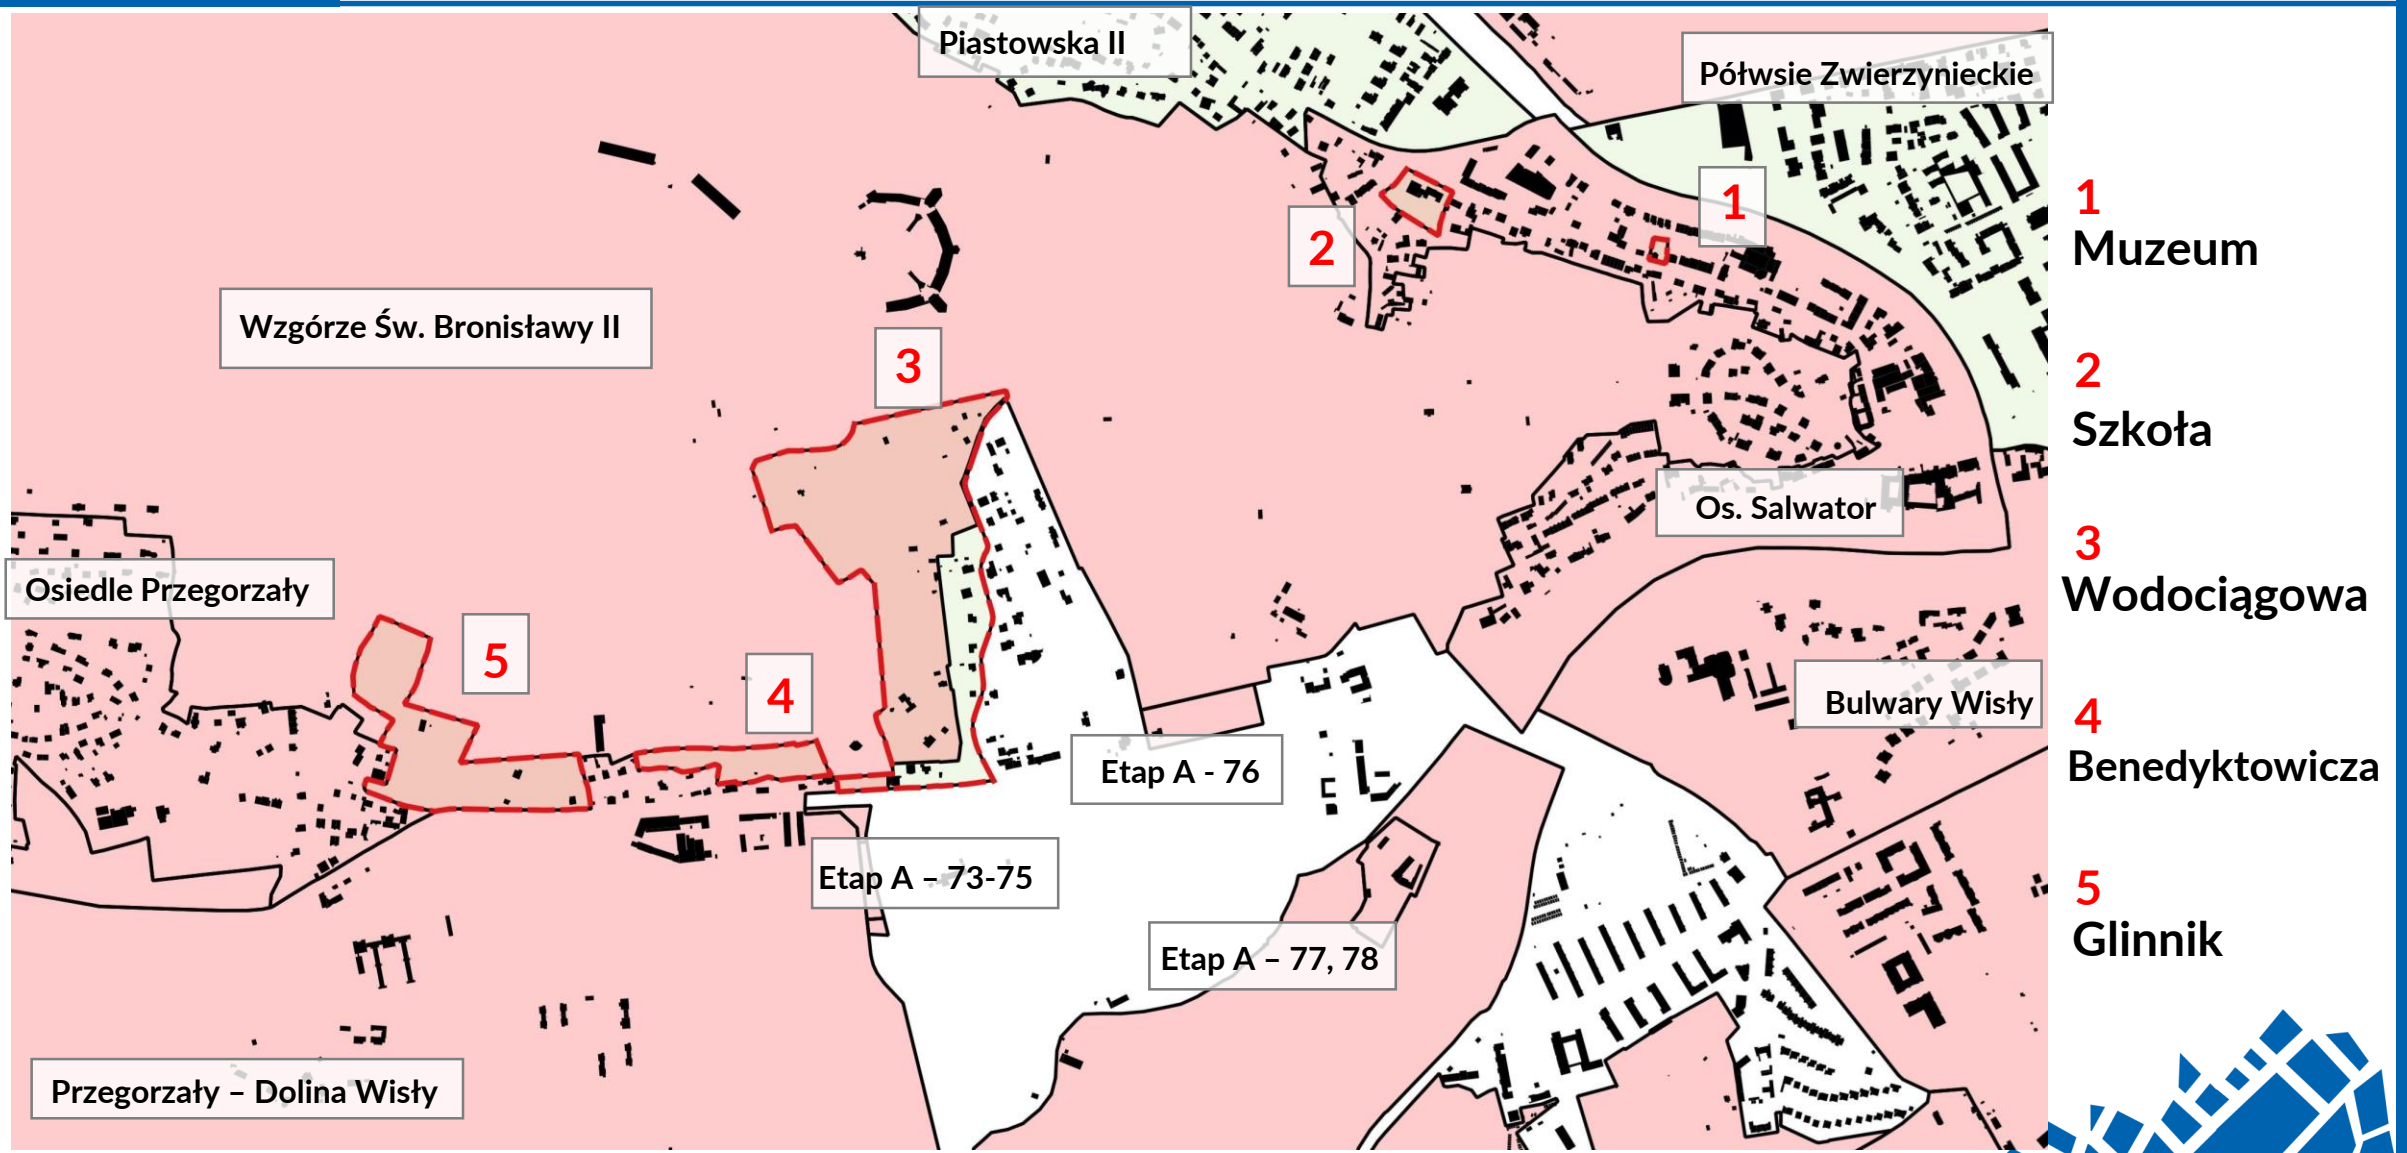 Piastowska II
Półwsie Zwierzynieckie
1
2
Wzgórze Św. Bronisławy II
3
Os. Salwator
Osiedle Przegorzały
5
4
Bulwary Wisły
Etap A - 76
Etap A – 73-75
Etap A – 77, 78
Przegorzały – Dolina Wisły
1
Muzeum
2
Szkoła
3
Wodociągowa
4
Benedyktowicza
5
Glinnik